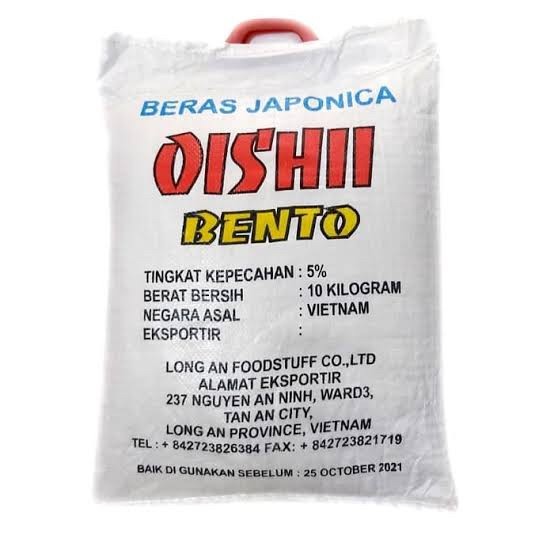 BERAS JAPONICA
OISHII
BENTO
TINGKAT KEPECAHAN : 5%
BERAT BERSIH : 10 KILOGRAM
NEGARA ASAL : VIETNAM
EKSPORTIR :
LONG AN FOODSTUFF CO.,LTD
ALAMAT EKSPORTIR
237 NGUYEN AN NINH, WARD3,
TAN AN CITY,
LONG AN PROVINCE, VIETNAM
TEL : + 842723826384 FAX: + 842723821719
BAIK DI GUNAKAN SEBELUM : 25 OCTOBER 2021